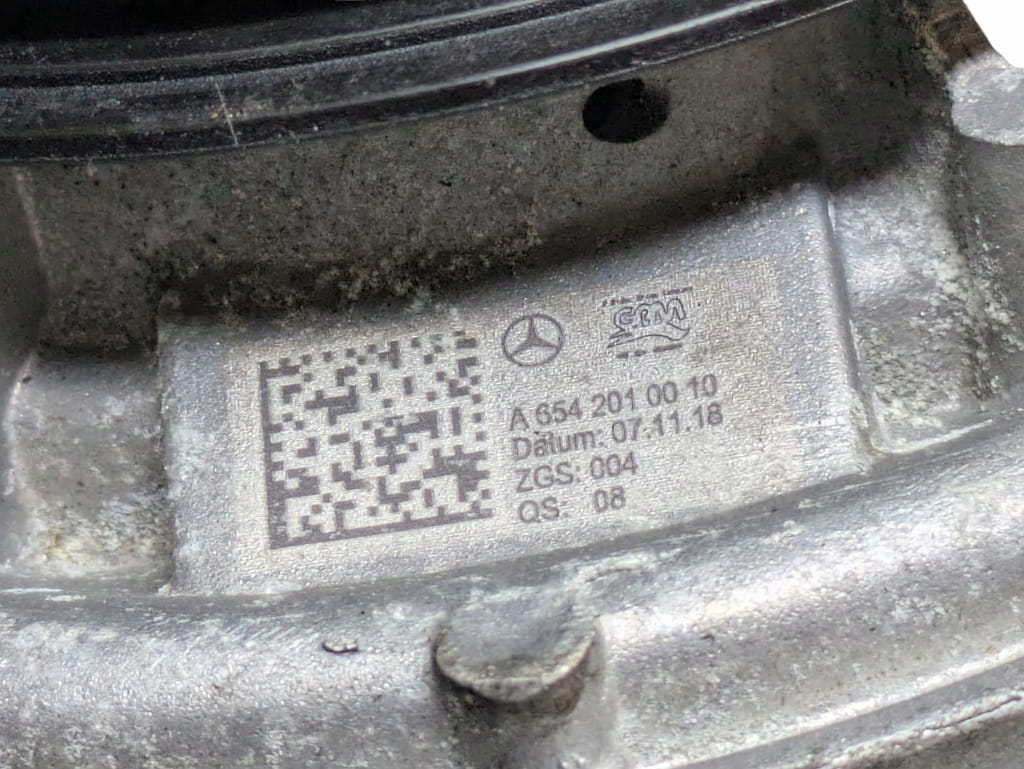 A 654 201 00 10
Datum: 07.11.18
ZGS: 004
QS: 08